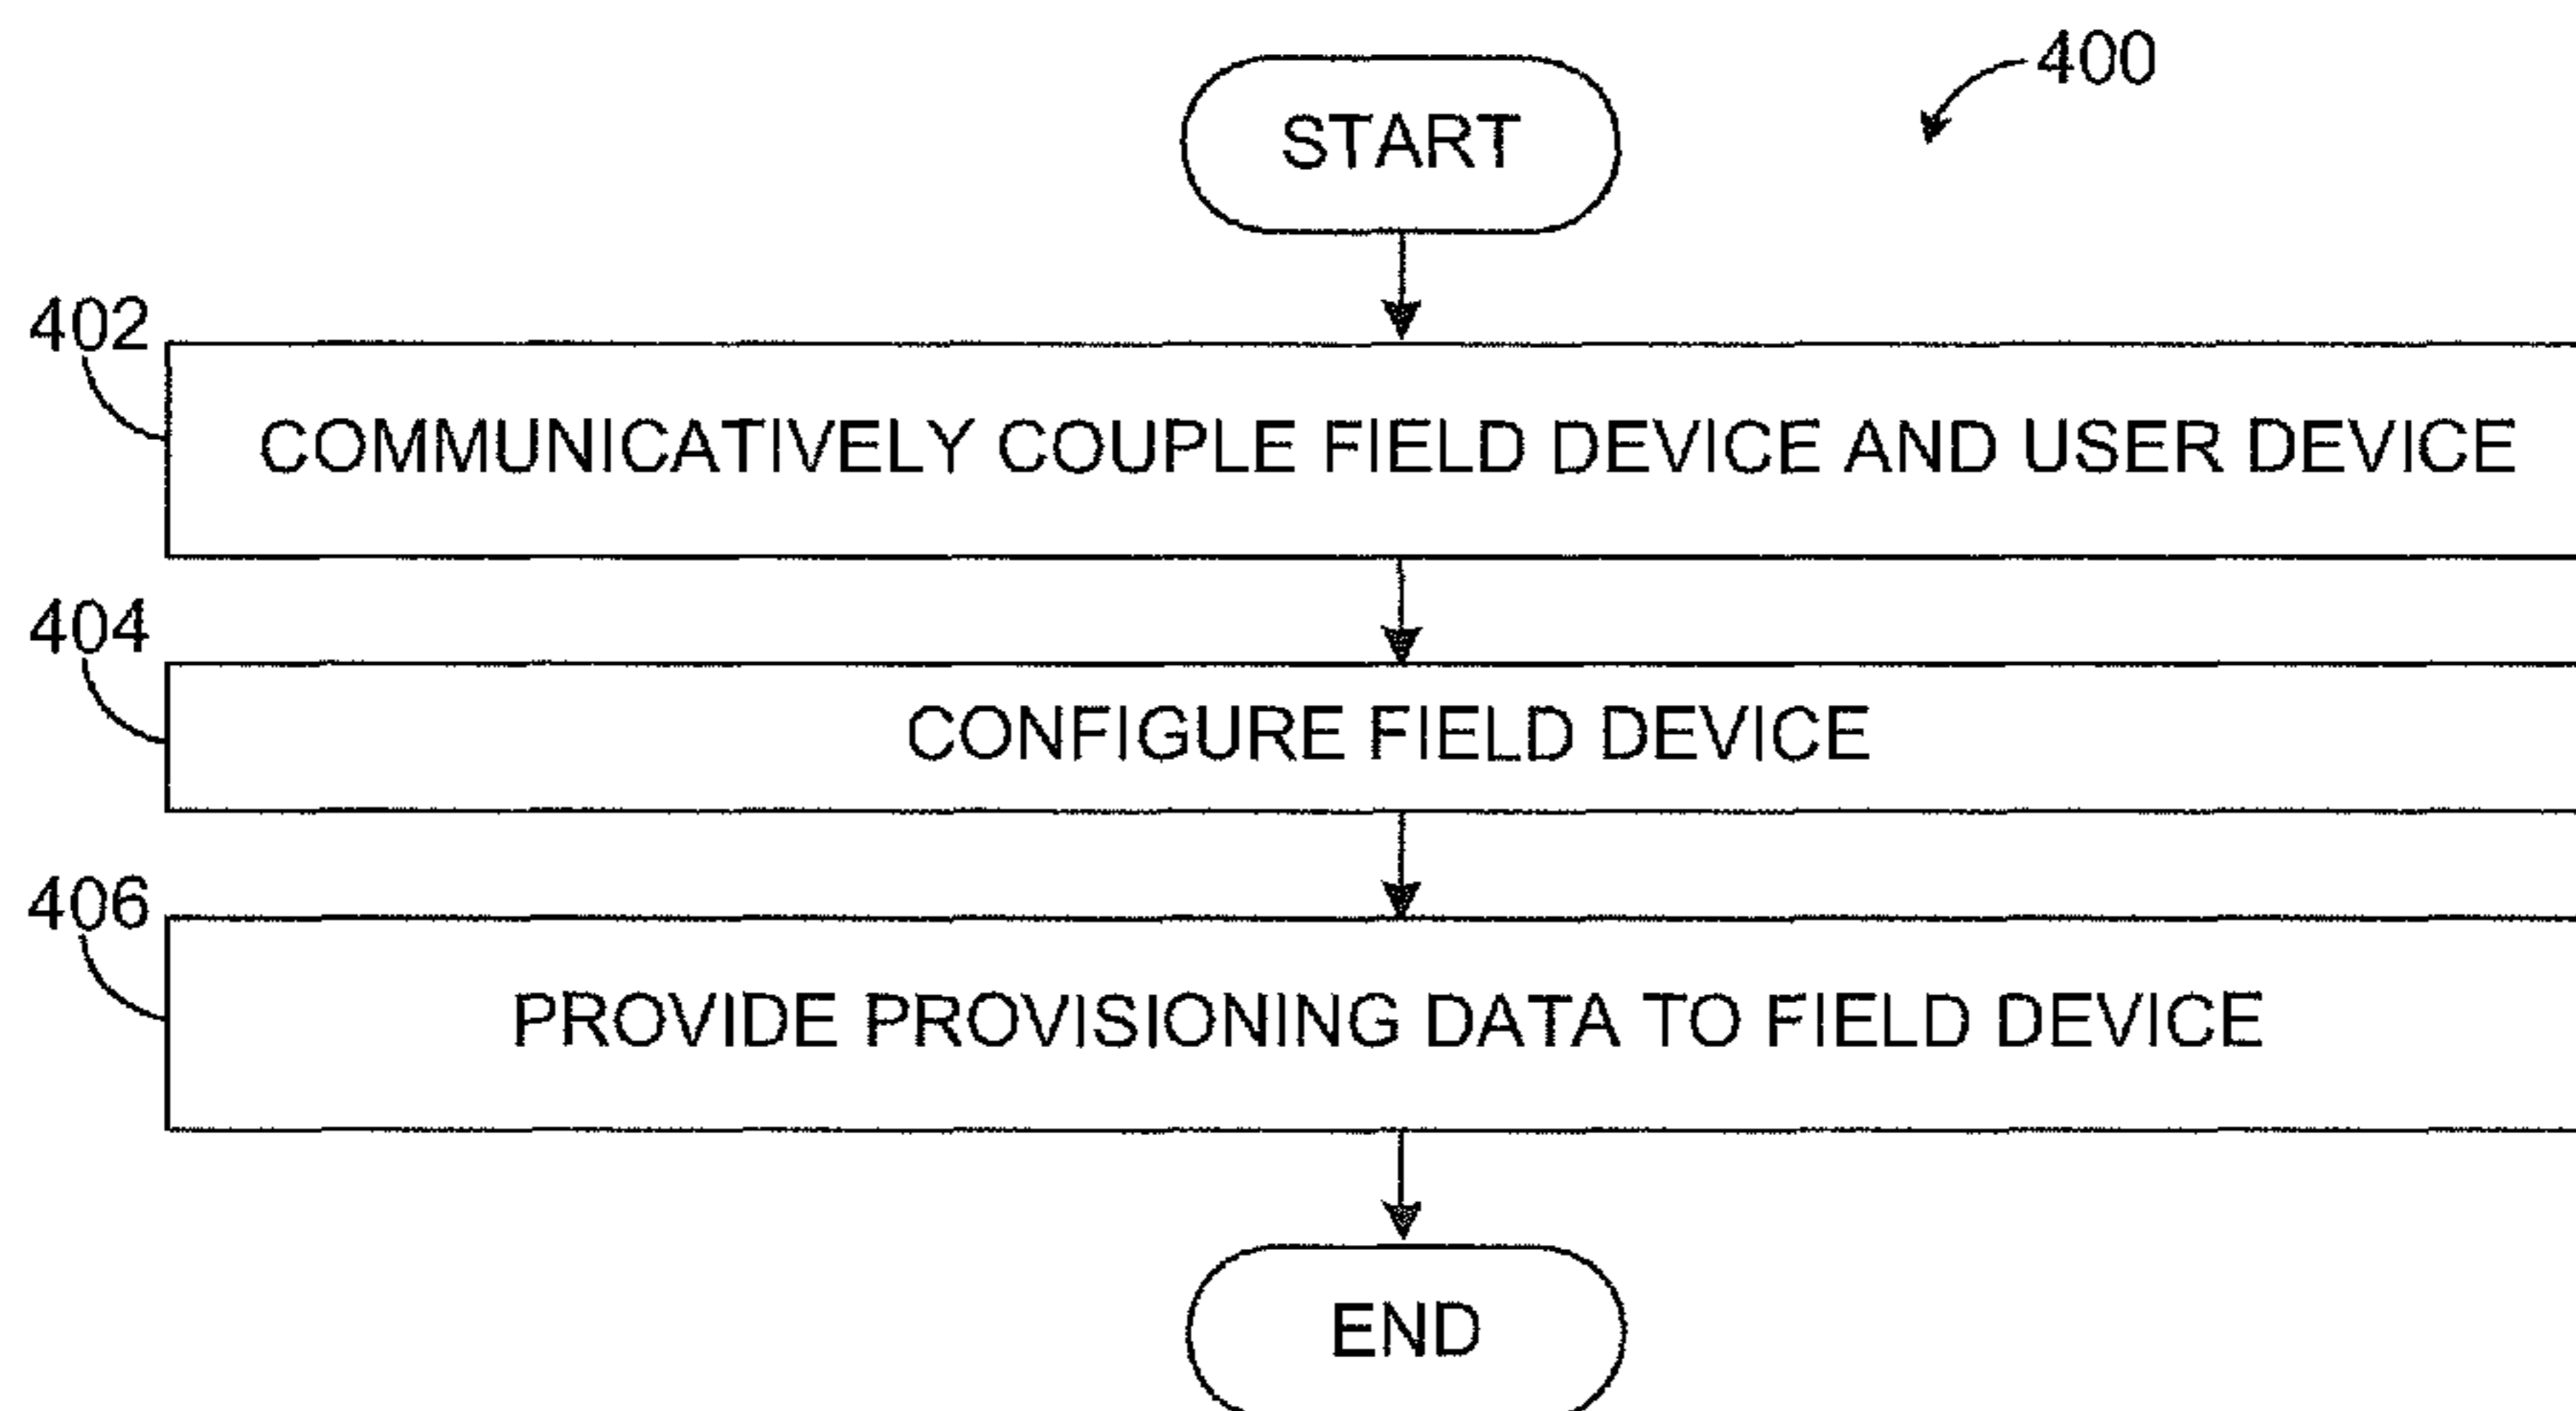 START
400
402
COMMUNICATIVELY COUPLE FIELD DEVICE AND USER DEVICE
404
CONFIGURE FIELD DEVICE
406
PROVIDE PROVISIONING DATA TO FIELD DEVICE
END